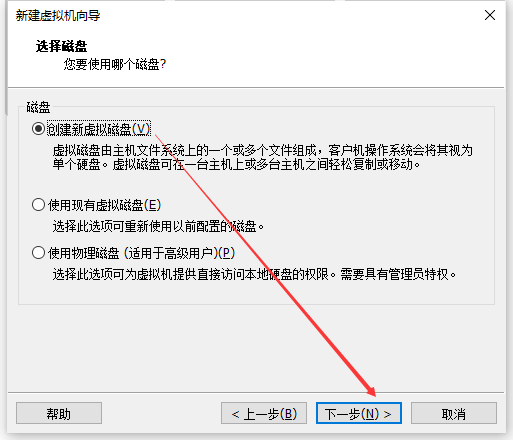 新建虚拟机向导
选择磁盘
您要使用哪个磁盘?
磁盘
创建新虚拟磁盘(V)
虚拟磁盘由主机文件系统上的一个或多个文件组成，客户机操作系统会将其视为
单个硬盘。虚拟磁盘可在一台主机上或多台主机之间轻松复制或移动。
使用现有虚拟磁盘(E)
选择此选项可重新使用以前配置的磁盘。
使用物理磁盘 (适用于高级用户)(P)
选择此选项可为虚拟机提供直接访问本地硬盘的权限。需要具有管理员特权。
帮助
< 上一步(B)
下一步(N) >
取消